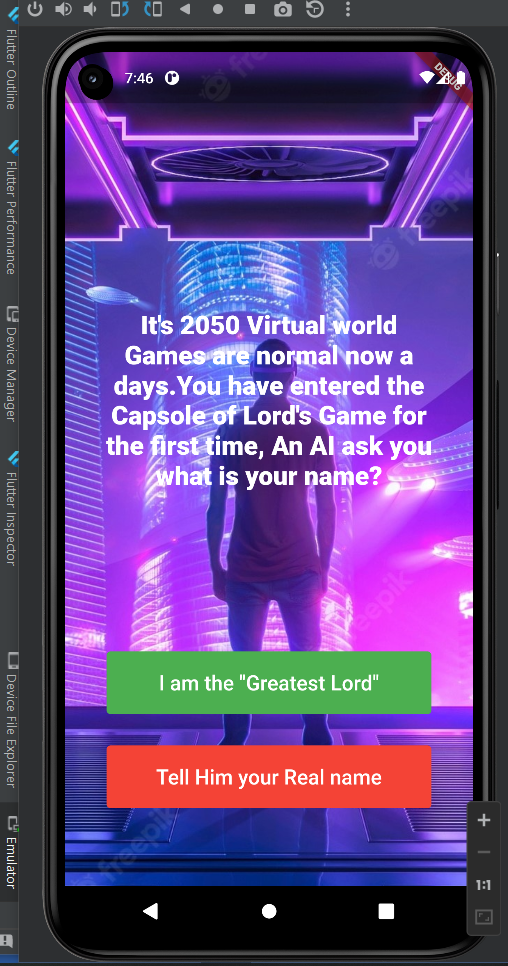 Flutter Outline
Flutter Performance
Device Manager
Flutter Inspector
Device File Explorer
Emulator
7:46
DEBUG
freepik
It's 2050 Virtual world
Games are normal now a
days.You have entered the
Capsole of Lord's Game for
the first time, An AI ask you
what is your name?
freepik
I am the "Greatest Lord"
Tell Him your Real name
freepik
1:1